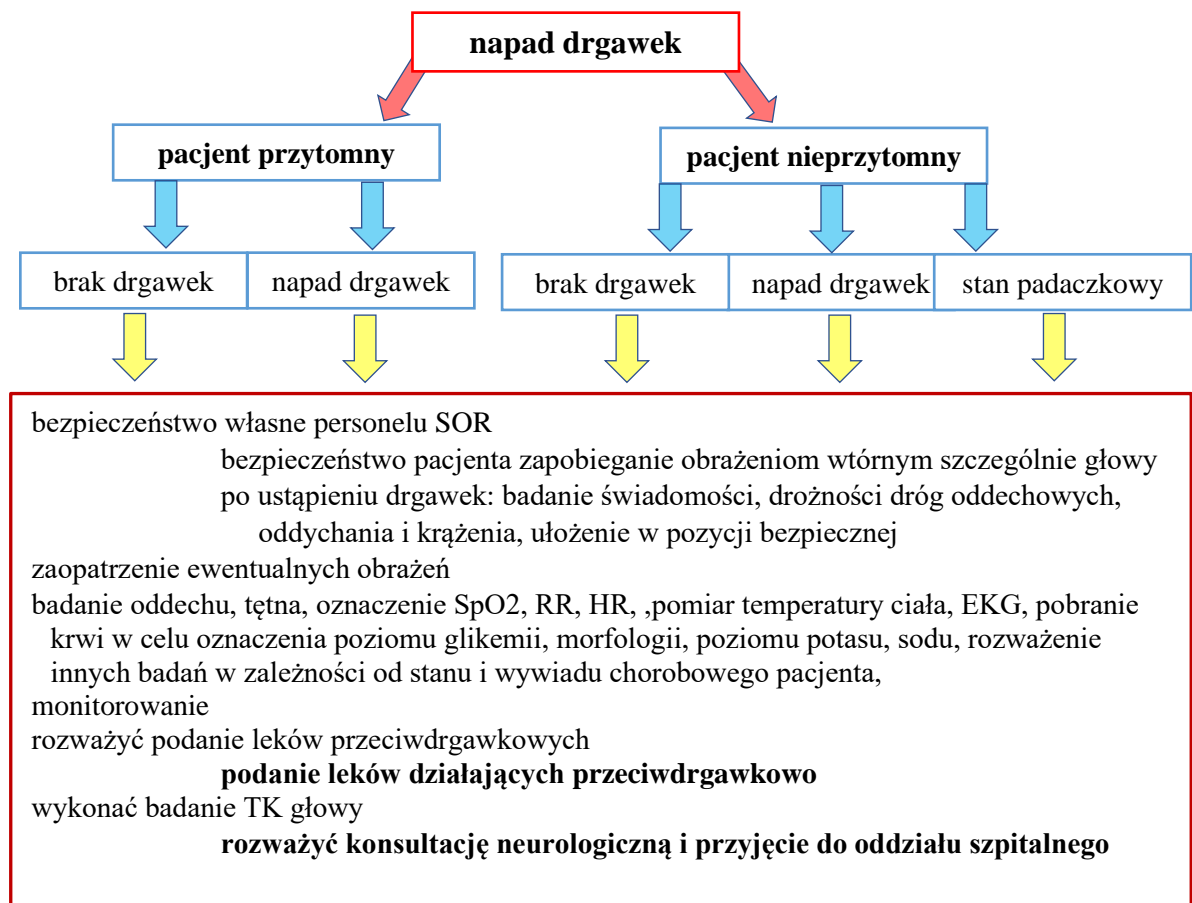 napad drgawek
pacjent przytomny
pacjent nieprzytomny
brak drgawek
napad drgawek
brak drgawek
napad drgawek
stan padaczkowy
bezpieczeństwo własne personelu SOR
bezpieczeństwo pacjenta zapobieganie obrażeniom wtórnym szczególnie głowy
po ustąpieniu drgawek: badanie świadomości, drożności dróg oddechowych,
oddychania i krążenia, ułożenie w pozycji bezpiecznej
zaopatrzenie ewentualnych obrażeń
badanie oddechu, tętna, oznaczenie SpO2, RR, HR, ,pomiar temperatury ciała, EKG, pobranie
krwi w celu oznaczenia poziomu glikemii, morfologii, poziomu potasu, sodu, rozważenie
innych badań w zależności od stanu i wywiadu chorobowego pacjenta,
monitorowanie
rozważyć podanie leków przeciwdrgawkowych
podanie leków działających przeciwdrgawkowo
wykonać badanie TK głowy
rozważyć konsultację neurologiczną i przyjęcie do oddziału szpitalnego